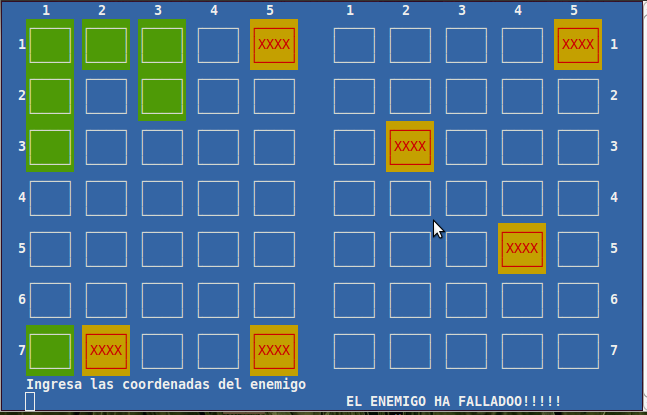 1 2 3 4 5 1 2 3 4 5
1 XXXX XXXX 1
2 2
3 XXXX 3
4 4
5 XXXX 5
6 6
7 XXXX XXXX 7
Ingresa las coordenadas del enemigo
EL ENEMIGO HA FALLADOO!!!!!